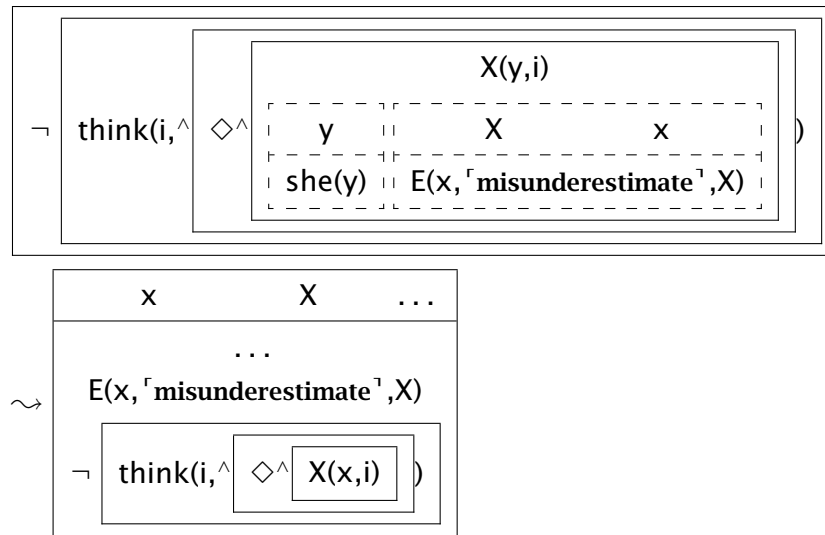 X(y,i)
¬ think(i,^ ◇^ y X x )
she(y) E(x,⌜misunderestimate⌝,X)
x X ...
...
⤳ E(x,⌜misunderestimate⌝,X)
¬ think(i,^ ◇^ X(x,i) )